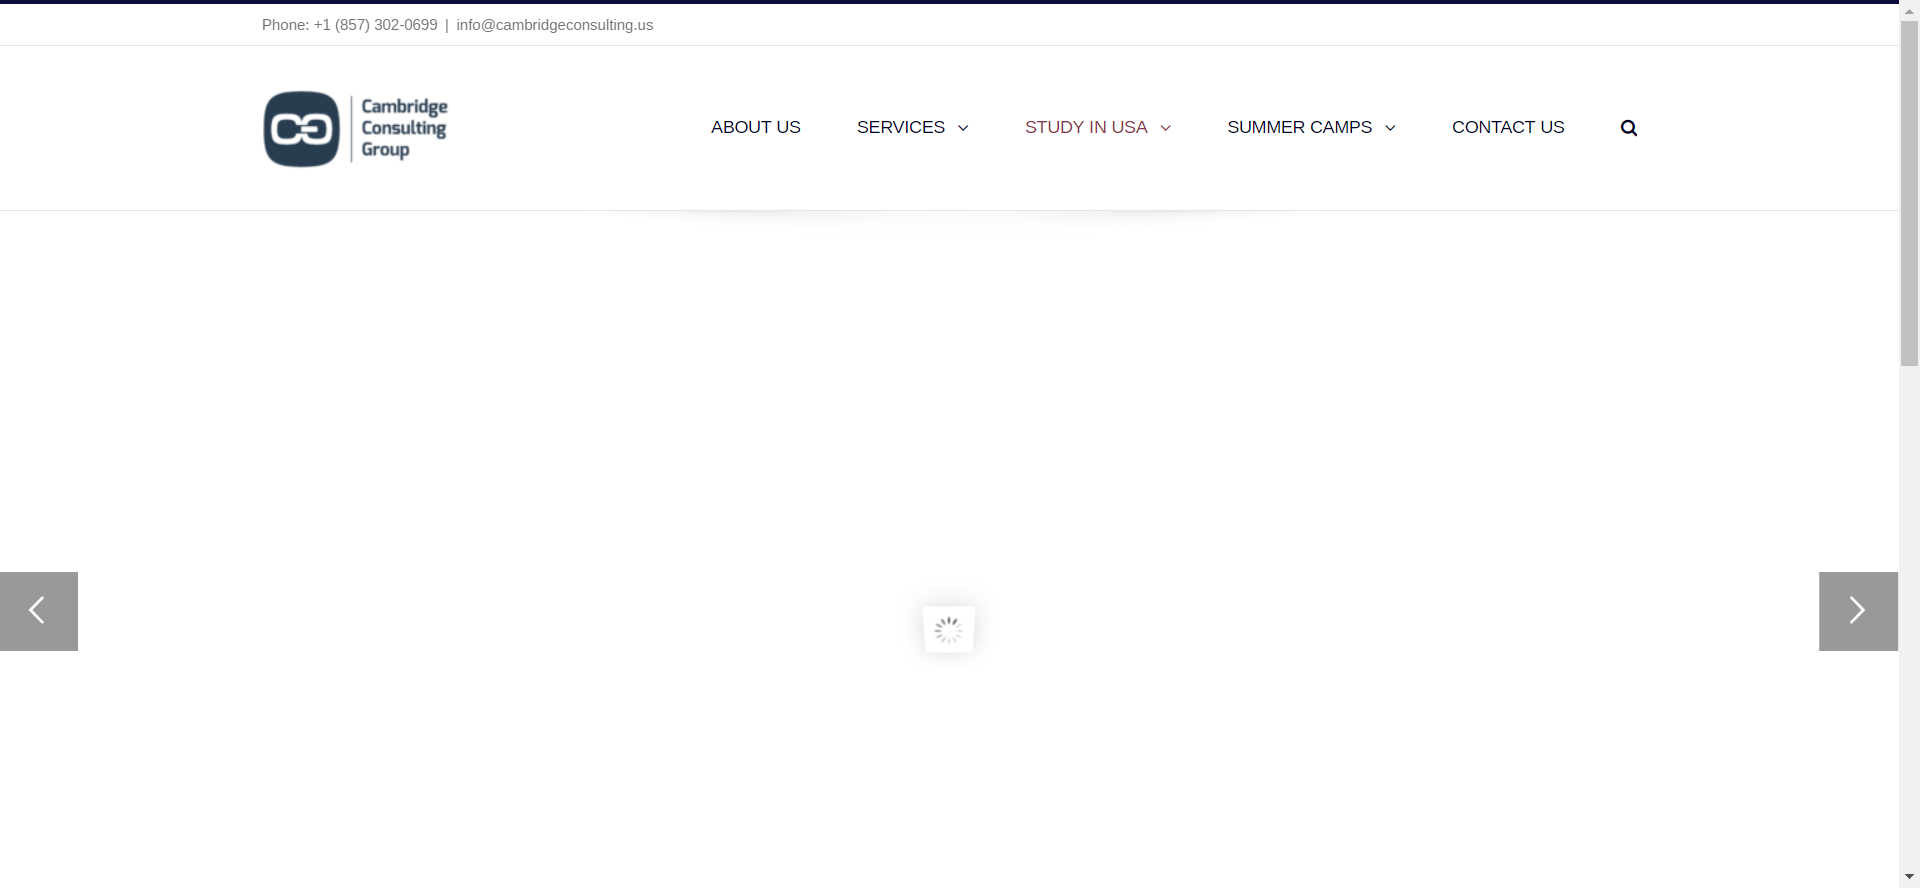 Phone: +1 (857) 302-0699 | info@cambridgeconsulting.us
Cambridge
Consulting
Group
ABOUT US
SERVICES
STUDY IN USA
SUMMER CAMPS
CONTACT US